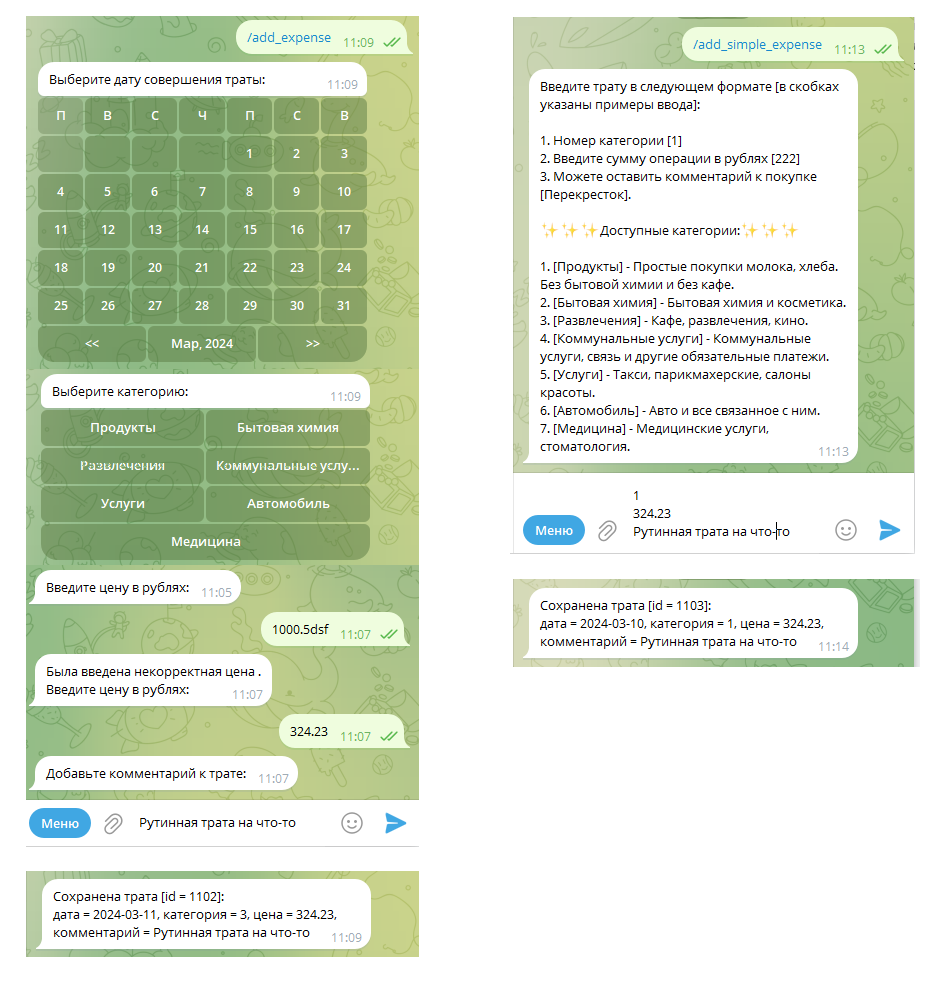 /add_expense 11:09
Выберите дату совершения траты:
11:09
П В С Ч П С В
1 2 3
4 5 6 7 8 9 10
11 12 13 14 15 16 17
18 19 20 21 22 23 24
25 26 27 28 29 30 31
<< Мар, 2024 >>
Выберите категорию:
11:09
Продукты Бытовая химия
Развлечения Коммунальные услу...
Услуги Автомобиль
Медицина
Введите цену в рублях: 11:05
1000.5dsf 11:07
Была введена некорректная цена .
Введите цену в рублях: 11:07
324.23 11:07
Добавьте комментарий к трате: 11:07
Меню Рутинная трата на что-то
Сохранена трата [id = 1102]:
дата = 2024-03-11, категория = 3, цена = 324.23,
комментарий = Рутинная трата на что-то 11:09
/add_simple_expense 11:13
Введите трату в следующем формате [в скобках
указаны примеры ввода]:
1. Номер категории [1]
2. Введите сумму операции в рублях [222]
3. Можете оставить комментарий к покупке
[Перекресток].
✨✨✨Доступные категории:✨✨✨
1. [Продукты] - Простые покупки молока, хлеба.
Без бытовой химии и без кафе.
2. [Бытовая химия] - Бытовая химия и косметика.
3. [Развлечения] - Кафе, развлечения, кино.
4. [Коммунальные услуги] - Коммунальные
услуги, связь и другие обязательные платежи.
5. [Услуги] - Такси, парикмахерские, салоны
красоты.
6. [Автомобиль] - Авто и все связанное с ним.
7. [Медицина] - Медицинские услуги,
стоматология.
11:13
1
324.23
Меню Рутинная трата на что-то
Сохранена трата [id = 1103]:
дата = 2024-03-10, категория = 1, цена = 324.23,
комментарий = Рутинная трата на что-то 11:14